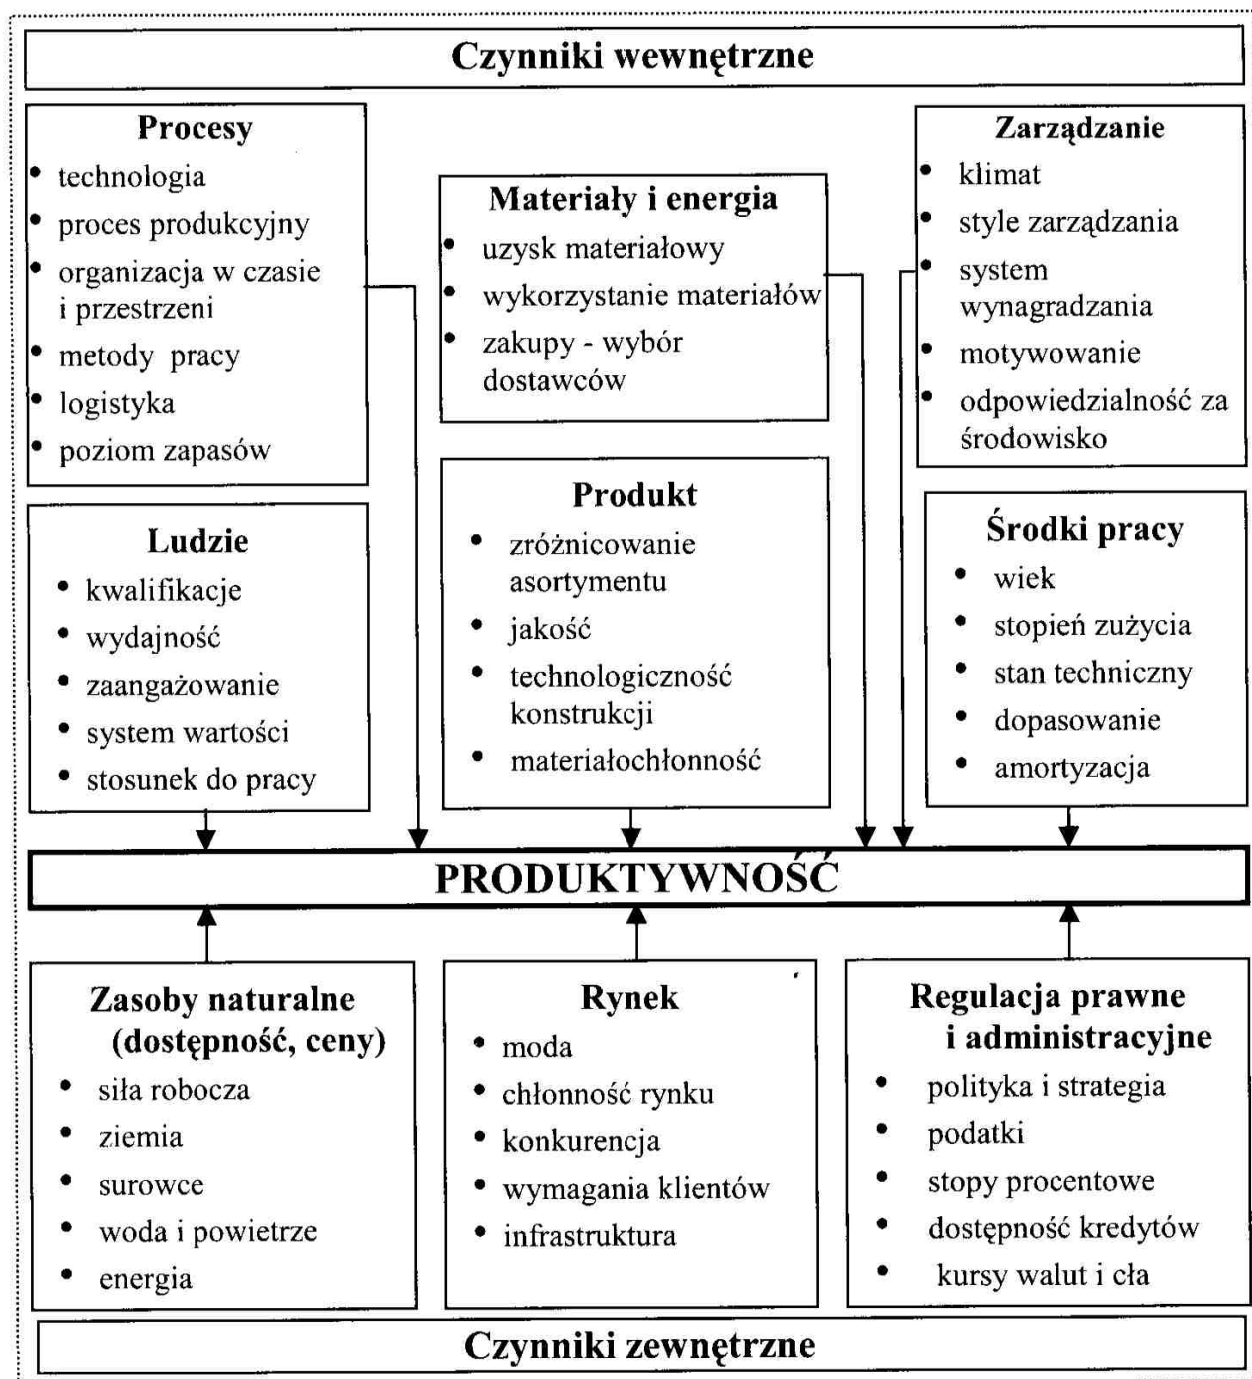 Czynniki wewnętrzne
Procesy
• technologia
• proces produkcyjny
• organizacja w czasie
i przestrzeni
• metody pracy
• logistyka
• poziom zapasów
Materiały i energia
• uzysk materiałowy
• wykorzystanie materiałów
• zakupy - wybór
dostawców
Zarządzanie
• klimat
• style zarządzania
• system
wynagradzania
• motywowanie
• odpowiedzialność za
środowisko
Ludzie
• kwalifikacje
• wydajność
• zaangażowanie
• system wartości
• stosunek do pracy
Produkt
• zróżnicowanie
asortymentu
• jakość
• technologiczność
konstrukcji
• materiałochłonność
Środki pracy
• wiek
• stopień zużycia
• stan techniczny
• dopasowanie
• amortyzacja
PRODUKTYWNOŚĆ
Zasoby naturalne
(dostępność, ceny)
• siła robocza
• ziemia
• surowce
• woda i powietrze
• energia
Rynek
• moda
• chłonność rynku
• konkurencja
• wymagania klientów
• infrastruktura
Regulacja prawne
i administracyjne
• polityka i strategia
• podatki
• stopy procentowe
• dostępność kredytów
• kursy walut i cła
Czynniki zewnętrzne